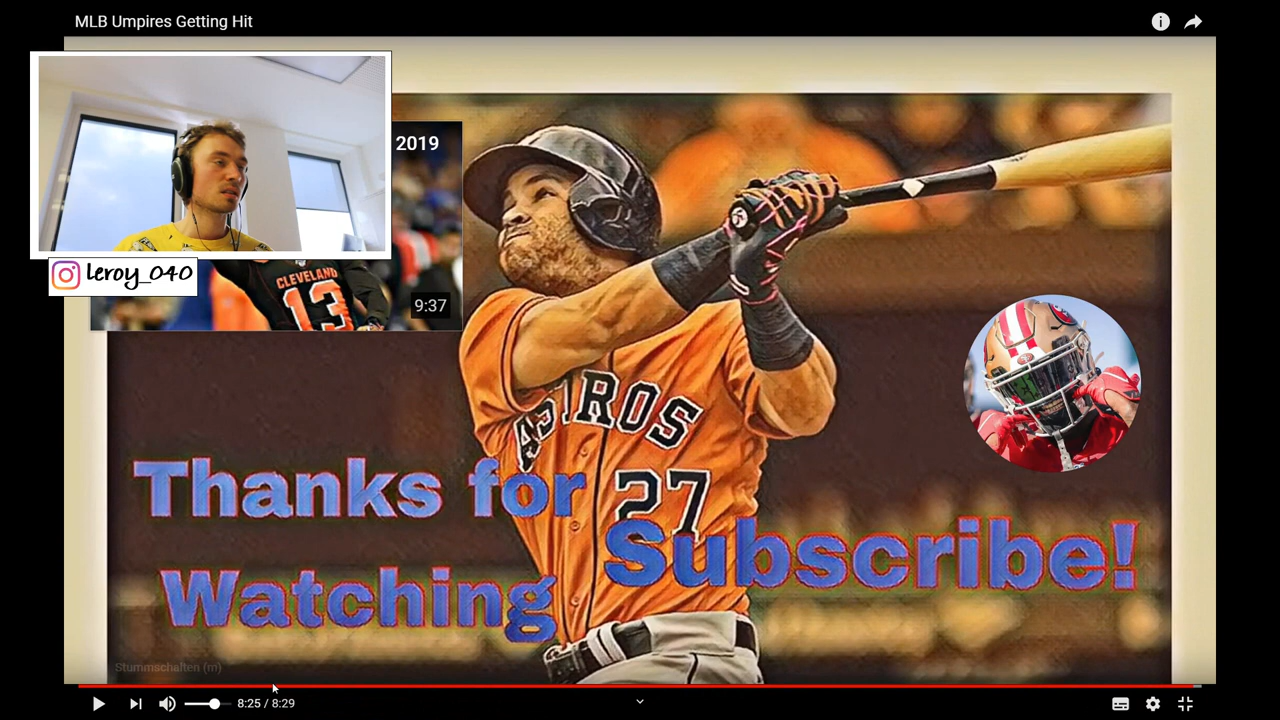 MLB Umpires Getting Hit
2019
leroy_040
CLEVELAND
13
9:37
ASTROS
27
Thanks for
Watching
Subscribe!
Stummschalten (m)
8:25 / 8:29